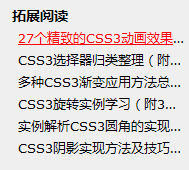 拓展阅读
27个精致的CSS3动画效果...
CSS3选择器归类整理（附...
多种CSS3渐变应用方法总...
CSS3旋转实例学习（附3...
实例解析CSS3圆角的实现...
CSS3阴影实现方法及技巧...